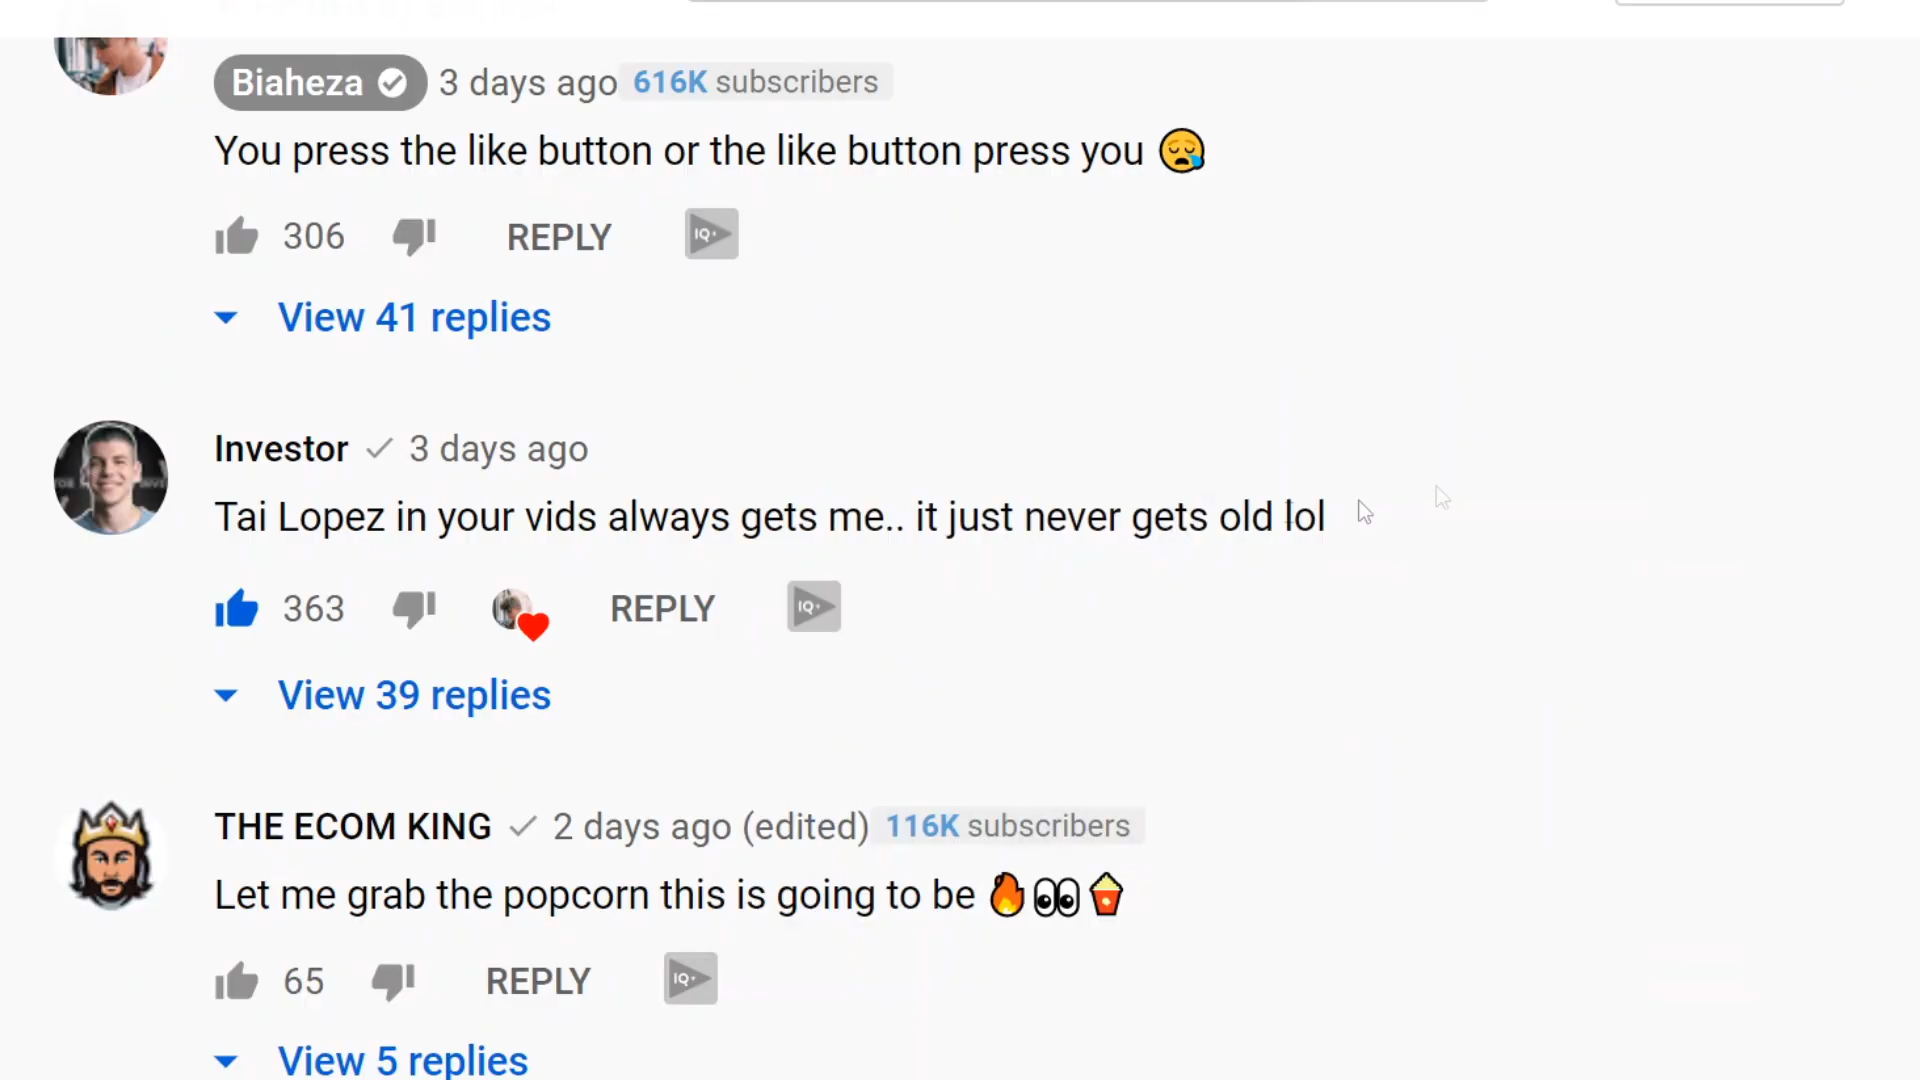 Biaheza 3 days ago 616K subscribers
You press the like button or the like button press you 😪
306 REPLY IQ+
View 41 replies
Investor 3 days ago
Tai Lopez in your vids always gets me.. it just never gets old lol
363 REPLY IQ+
View 39 replies
THE ECOM KING 2 days ago (edited) 116K subscribers
Let me grab the popcorn this is going to be 🔥👀🍿
65 REPLY IQ+
View 5 replies